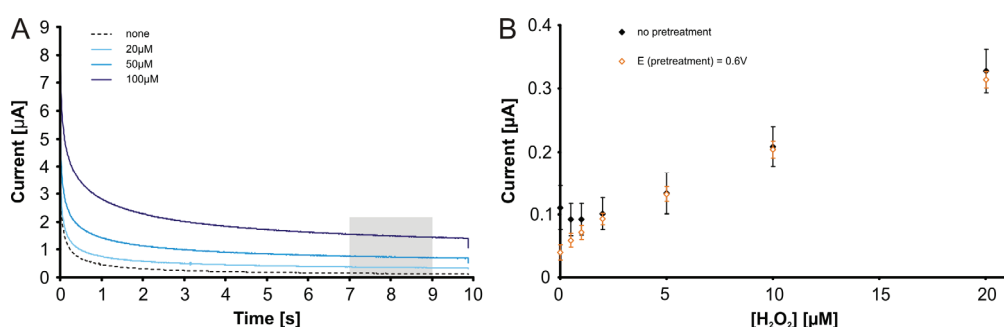 A
none
20µM
50µM
100µM
Current [µA]
9
8
7
6
5
4
3
2
1
0
0 1 2 3 4 5 6 7 8 9 10
Time [s]
B
no pretreatment
E (pretreatment) = 0.6V
Current [µA]
0.4
0.3
0.2
0.1
0
0 5 10 15 20
[H₂O₂] [µM]